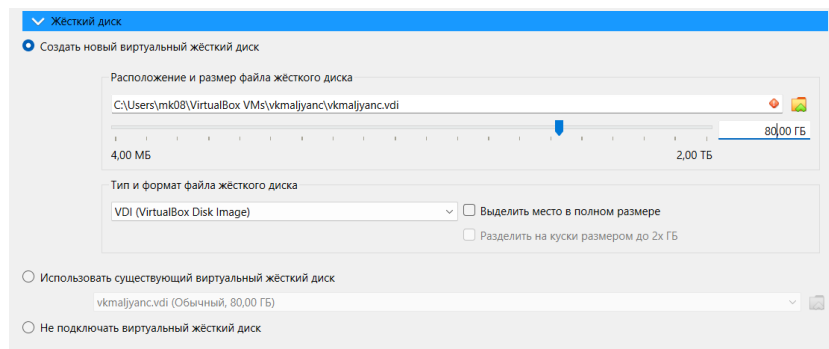 Жёсткий диск
Создать новый виртуальный жёсткий диск
Расположение и размер файла жёсткого диска
C:\Users\mk08\VirtualBox VMs\vkmaljyanc\vkmaljyanc.vdi
80,00 ГБ
4,00 МБ 2,00 ТБ
Тип и формат файла жёсткого диска
VDI (VirtualBox Disk Image) Выделить место в полном размере
Разделить на куски размером до 2х ГБ
Использовать существующий виртуальный жёсткий диск
vkmaljyanc.vdi (Обычный, 80,00 ГБ)
Не подключать виртуальный жёсткий диск